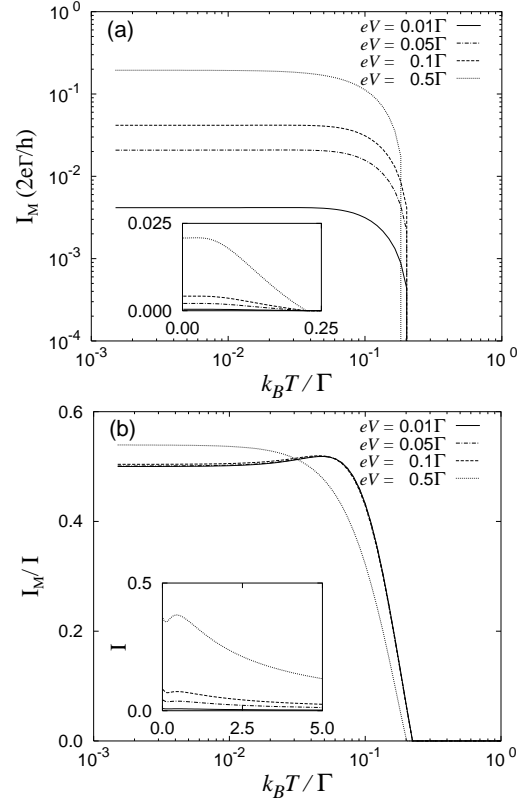 (a)
eV = 0.01Γ
eV = 0.05Γ
eV = 0.1Γ
eV = 0.5Γ
10^0
10^-1
10^-2
10^-3
10^-4
I_M (2eΓ/h)
0.025
0.000
0.00 0.25
10^-3 10^-2 10^-1 10^0
k_B T / Γ
(b)
eV = 0.01Γ
eV = 0.05Γ
eV = 0.1Γ
eV = 0.5Γ
0.6
0.4
0.2
0.0
I_M / I
0.5
0.0
I
0.0 2.5 5.0
10^-3 10^-2 10^-1 10^0
k_B T / Γ